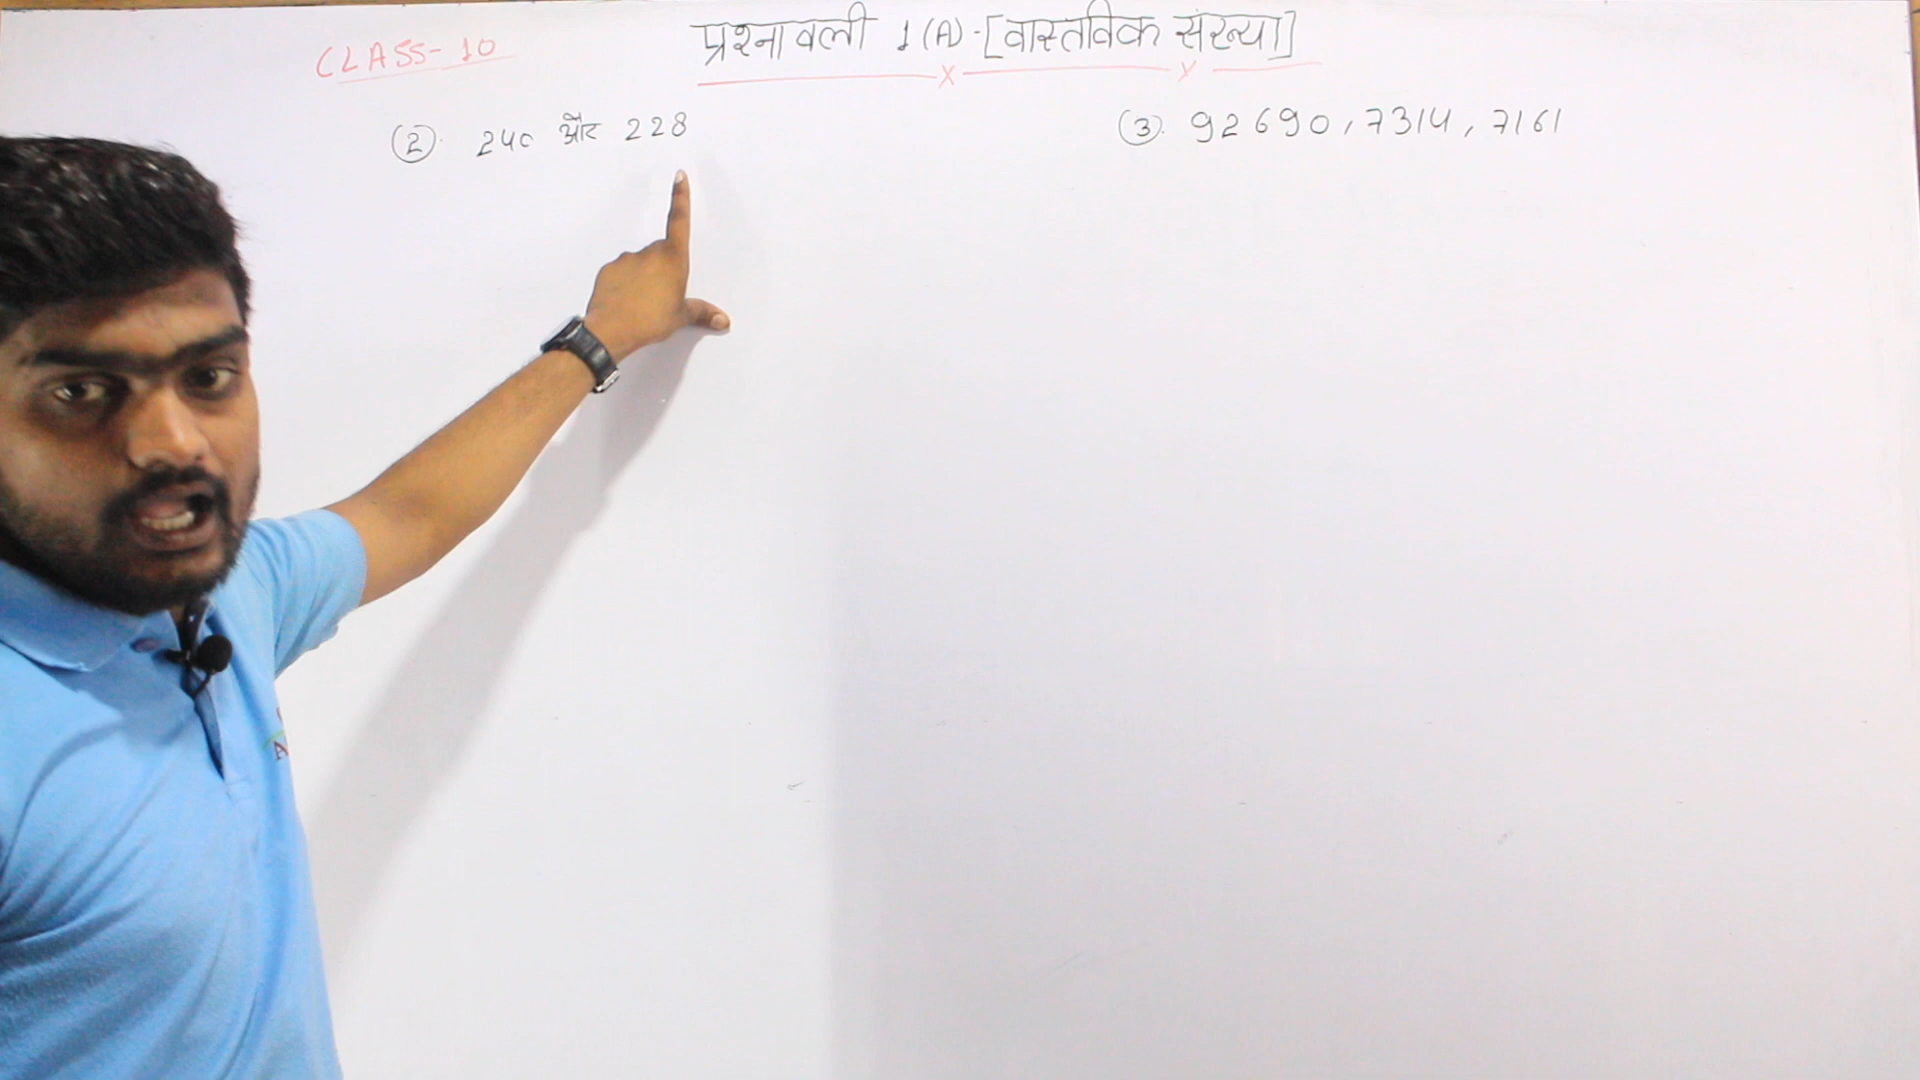 CLASS-10
प्रश्नावली 1(A)-[वास्तविक संख्या]
(2). 240 और 228
(3). 92690, 7314, 7161